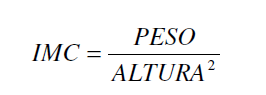 IMC = PESO / ALTURA²